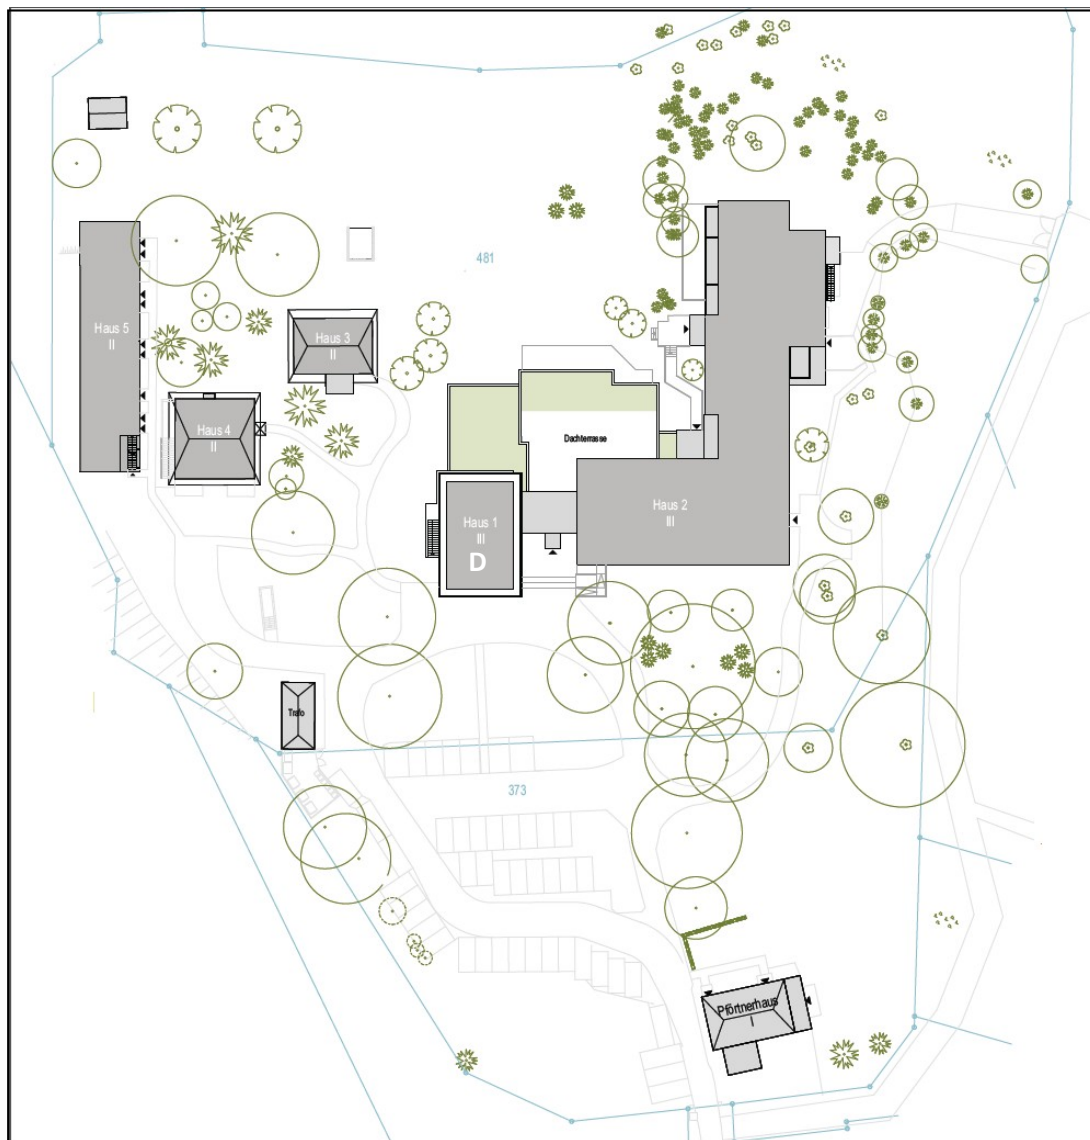 481
Haus 5
II
Haus 3
II
Haus 4
II
Dachterrasse
Haus 1
III
D
Haus 2
III
Trafo
373
Pförtnerhaus
I